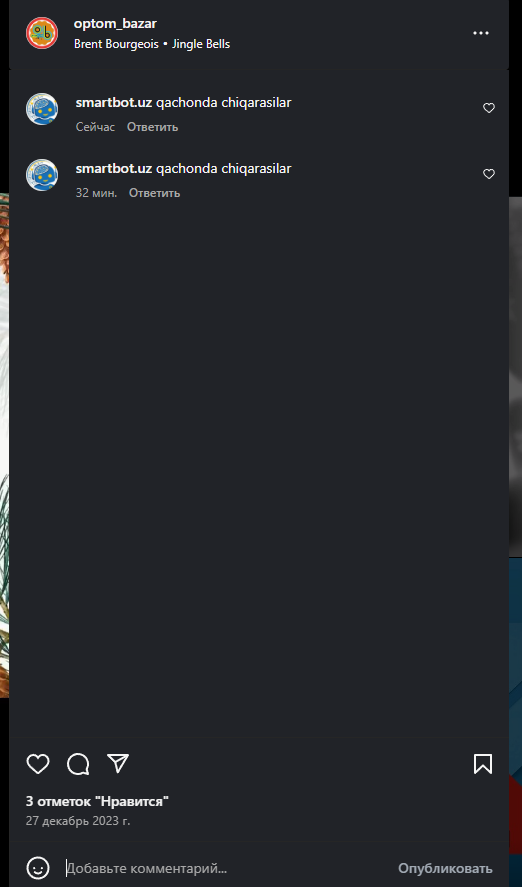 optom_bazar
Brent Bourgeois • Jingle Bells
smartbot.uz qachonda chiqarasilar
Сейчас Ответить
smartbot.uz qachonda chiqarasilar
32 мин. Ответить
3 отметок "Нравится"
27 декабрь 2023 г.
Добавьте комментарий...
Опубликовать